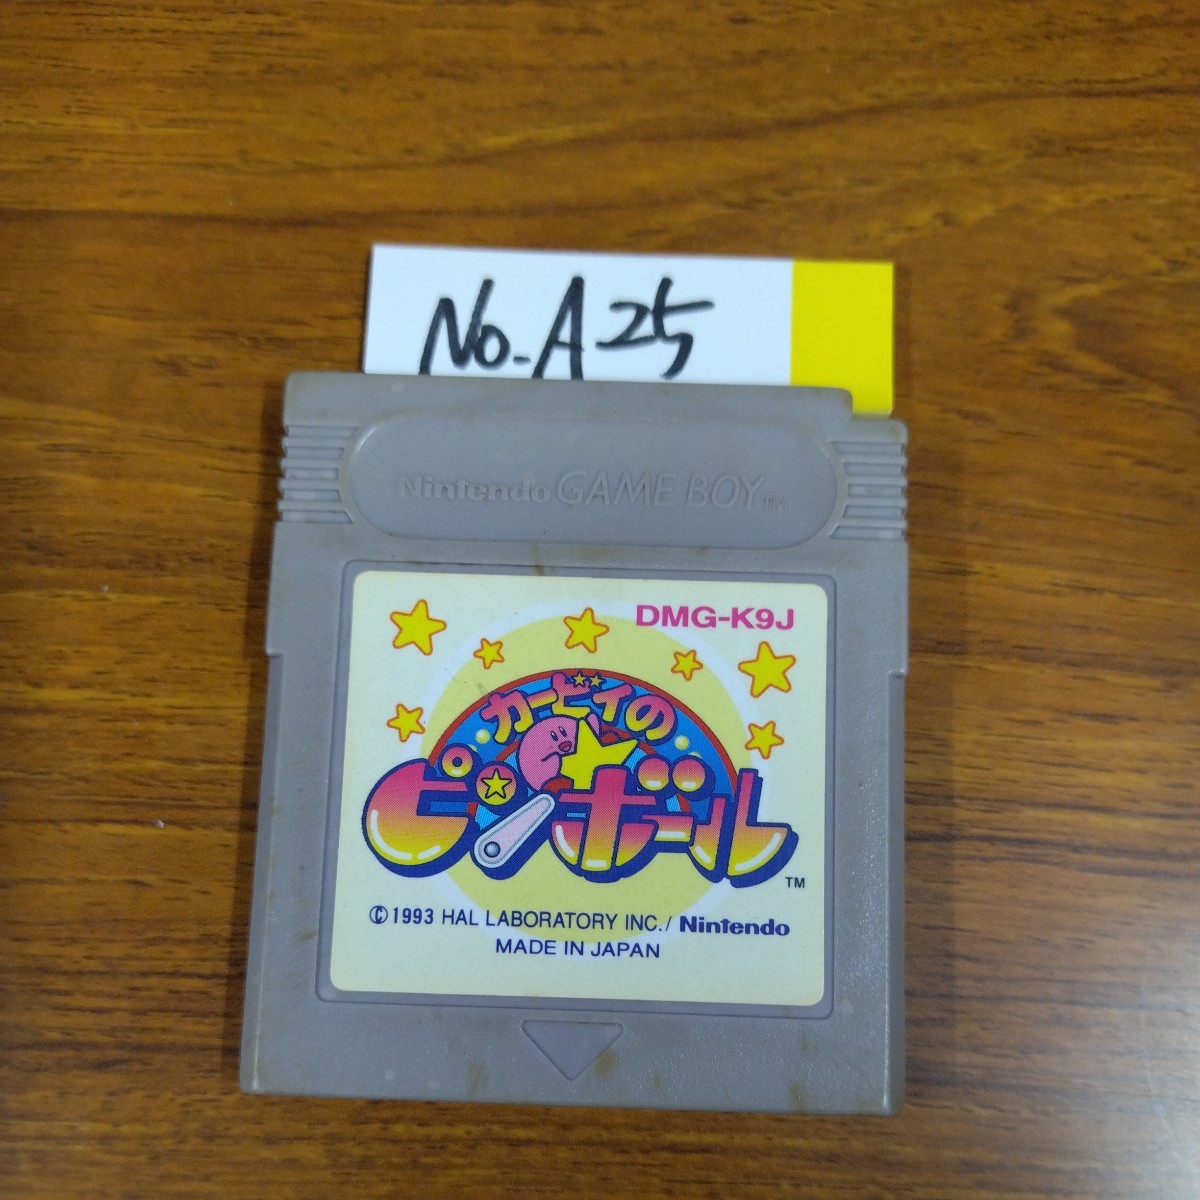 No.A25
Nintendo GAME BOY TM
DMG-K9J
カービィの
ピンボール
TM
© 1993 HAL LABORATORY INC./ Nintendo
MADE IN JAPAN